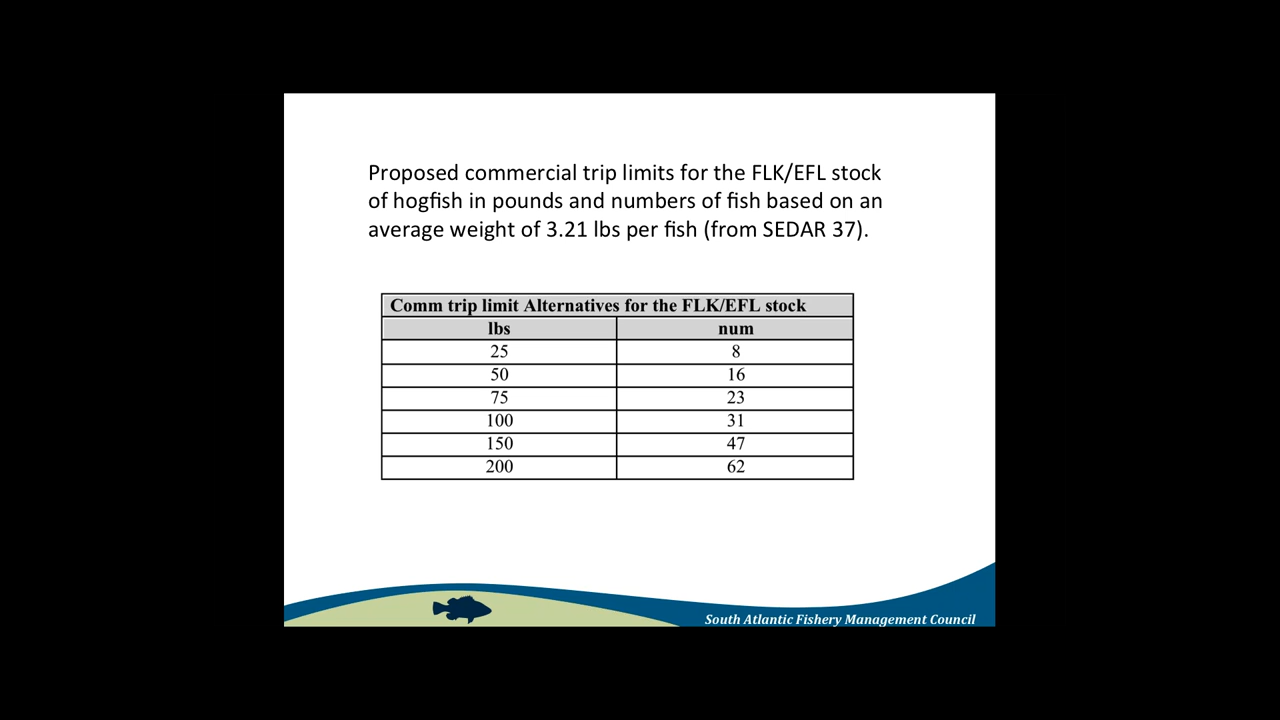 Proposed commercial trip limits for the FLK/EFL stock
of hogfish in pounds and numbers of fish based on an
average weight of 3.21 lbs per fish (from SEDAR 37).
Comm trip limit Alternatives for the FLK/EFL stock
lbs num
25 8
50 16
75 23
100 31
150 47
200 62
South Atlantic Fishery Management Council